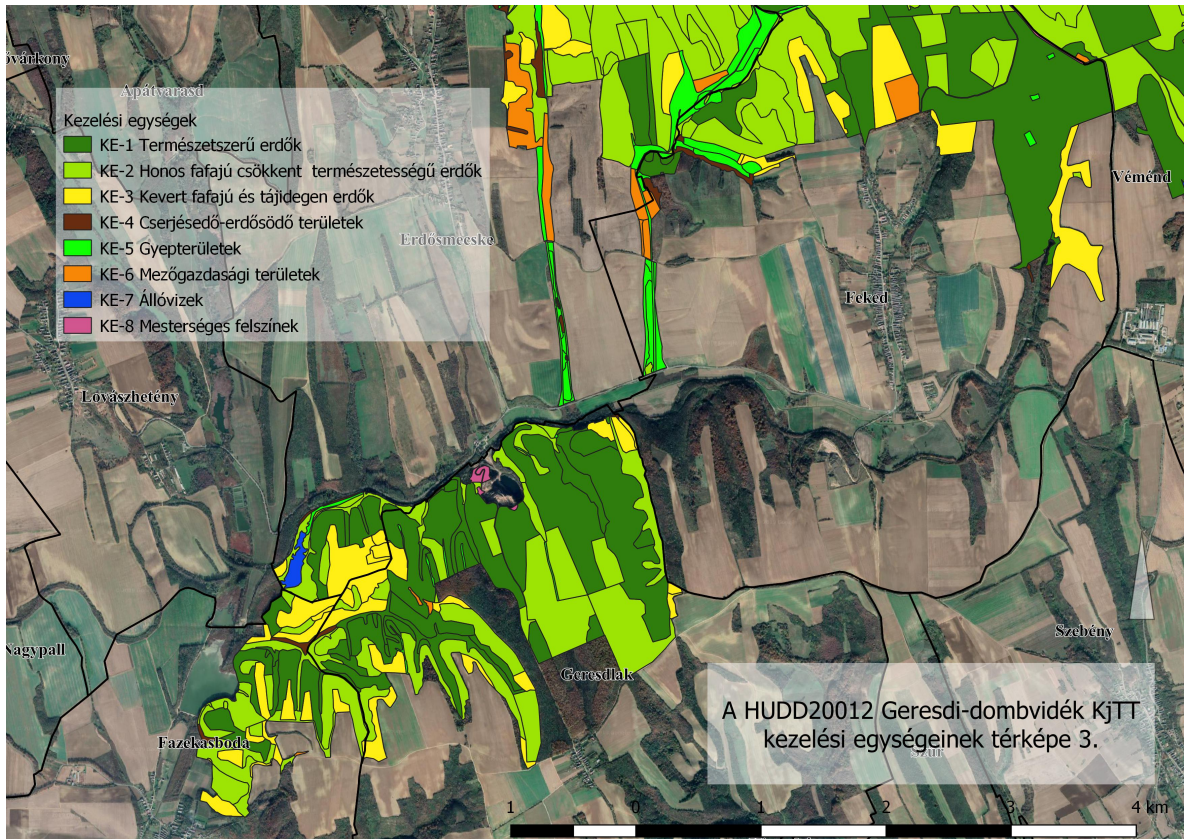 Apátvarasd
Kezelési egységek
KE-1 Természetszerű erdők
KE-2 Honos fafajú csökkent természetességű erdők
KE-3 Kevert fafajú és tájidegen erdők
KE-4 Cserjésedő-erdősödő területek
KE-5 Gyepterületek
KE-6 Mezőgazdasági területek
KE-7 Állóvizek
KE-8 Mesterséges felszínek
Véménd
Erdősmecske
Feked
Lovászhetény
Szebény
Nagypall
Geresdlak
Fazekasboda
A HUDD20012 Geresdi-dombvidék KjTT
kezelési egységeinek térképe 3.
Szűr
1 0 1 2 3 4 km